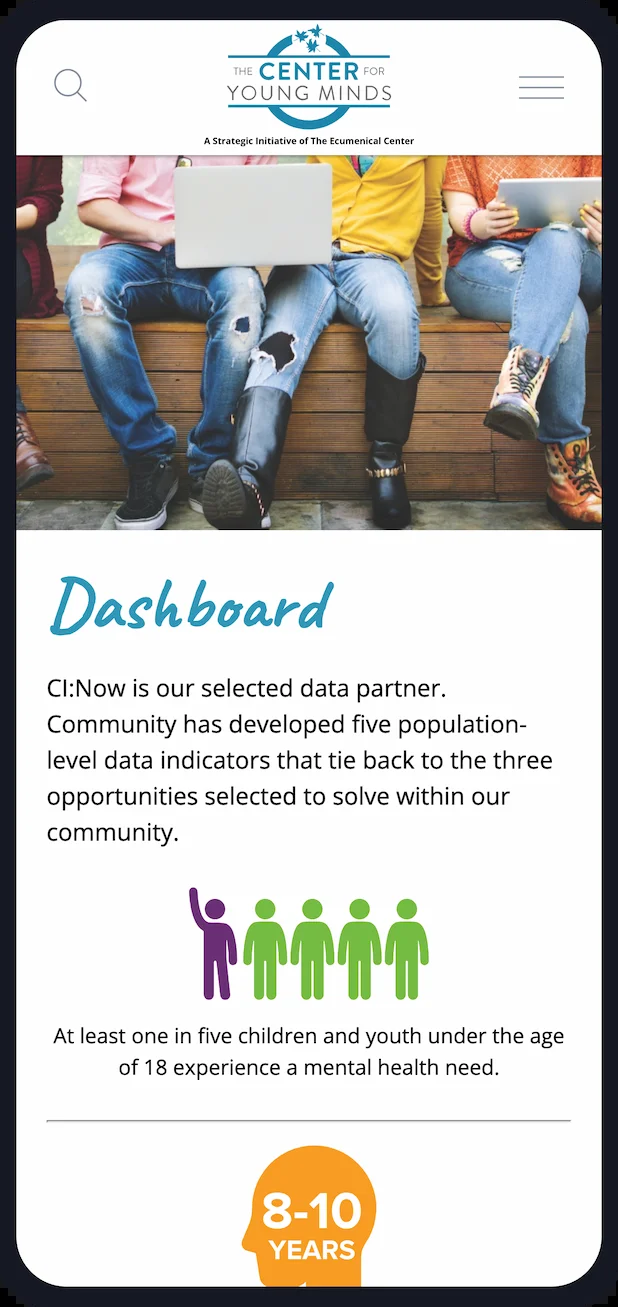 THE CENTER FOR
YOUNG MINDS
A Strategic Initiative of The Ecumenical Center
Dashboard
CI:Now is our selected data partner.
Community has developed five population-
level data indicators that tie back to the three
opportunities selected to solve within our
community.
At least one in five children and youth under the age
of 18 experience a mental health need.
8-10
YEARS